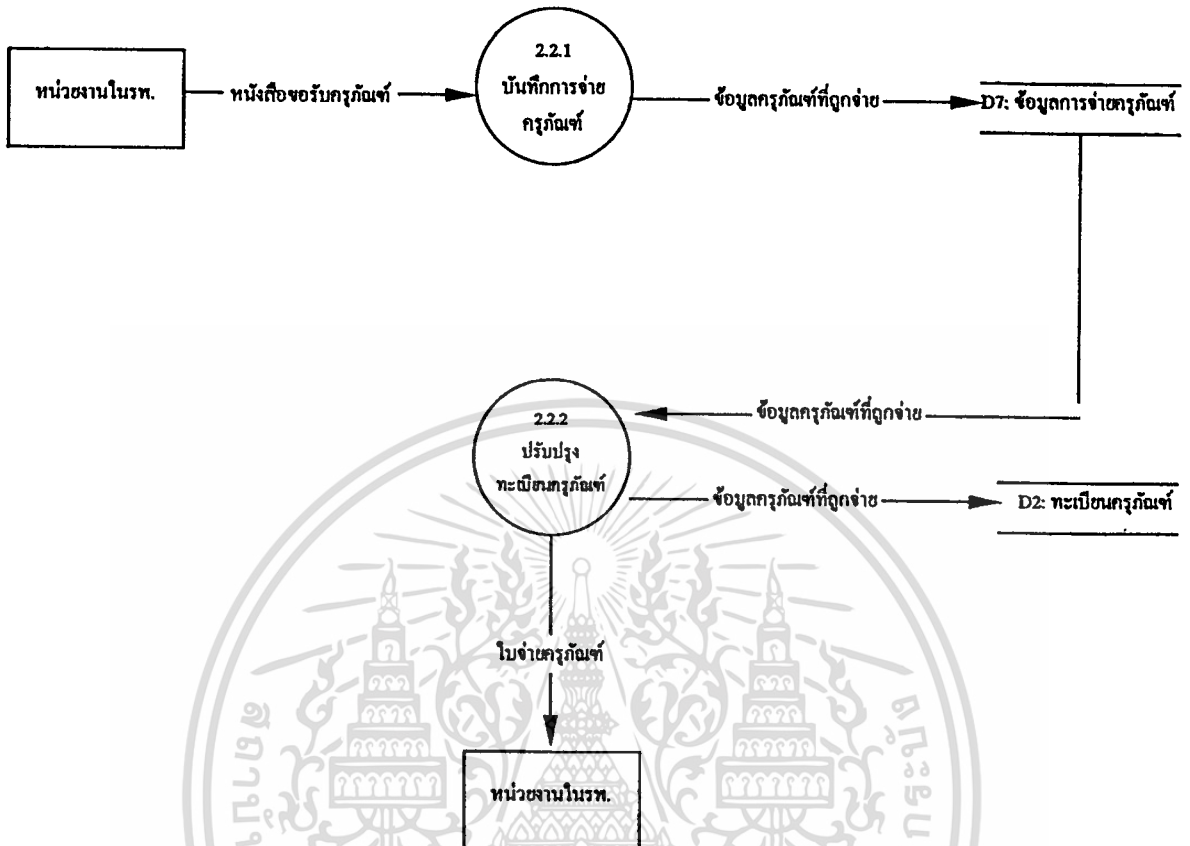 2.2.1
บันทึกการจ่าย
ครุภัณฑ์
หน่วยงานในรพ.
หนังสือขอรับครุภัณฑ์
ข้อมูลครุภัณฑ์ที่ถูกจ่าย
D7: ข้อมูลการจ่ายครุภัณฑ์
2.2.2
ปรับปรุง
ทะเบียนครุภัณฑ์
ข้อมูลครุภัณฑ์ที่ถูกจ่าย
ข้อมูลครุภัณฑ์ที่ถูกจ่าย
D2: ทะเบียนครุภัณฑ์
ใบจ่ายครุภัณฑ์
หน่วยงานในรพ.